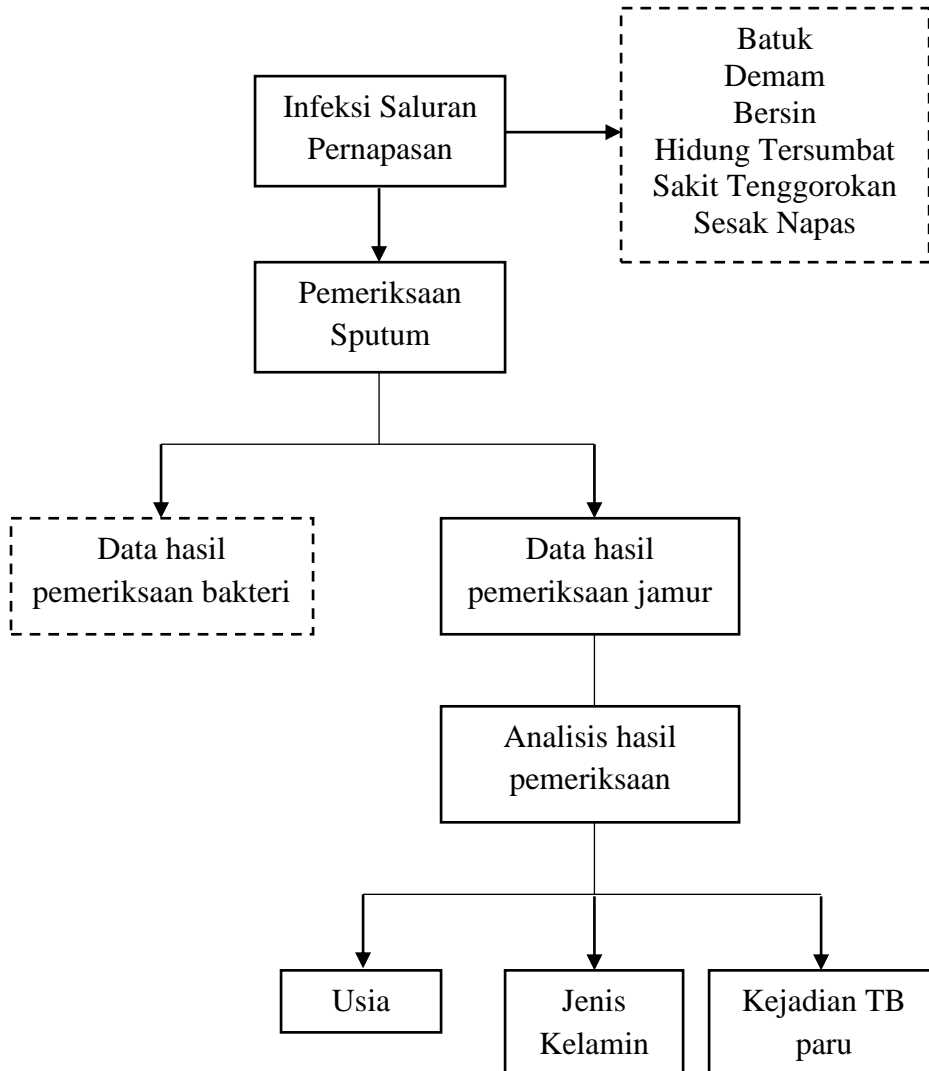 Infeksi Saluran
Pernapasan
Batuk
Demam
Bersin
Hidung Tersumbat
Sakit Tenggorokan
Sesak Napas
Pemeriksaan
Sputum
Data hasil
pemeriksaan bakteri
Data hasil
pemeriksaan jamur
Analisis hasil
pemeriksaan
Usia
Jenis
Kelamin
Kejadian TB
paru